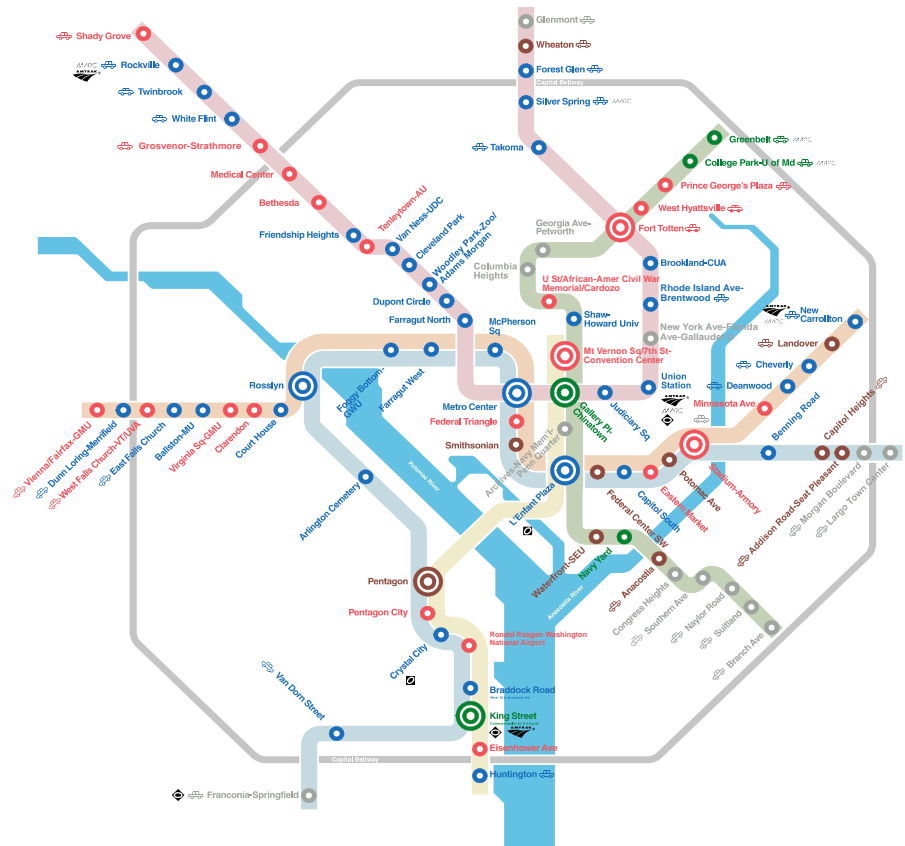 Glenmont
Shady Grove
Wheaton
MARC
Rockville
AMTRAK
Forest Glen
Capital Beltway
Twinbrook
Silver Spring
MARC
White Flint
Greenbelt
MARC
Takoma
Grosvenor-Strathmore
College Park-U of Md
MARC
Medical Center
Prince George's Plaza
Bethesda
Tenleytown-AU
West Hyattsville
Friendship Heights
Van Ness-UDC
Georgia Ave-
Petworth
Fort Totten
Cleveland Park
Woodley Park-Zoo/
Adams Morgan
Columbia
Heights
Brookland-CUA
U St/African-Amer Civil War
Memorial/Cardozo
Rhode Island Ave-
Brentwood
Dupont Circle
AMTRAK
MARC
New
Carrollton
Farragut North
McPherson
Sq
Shaw-
Howard Univ
New York Ave-Florida
Ave-Gallaudet U
Landover
Mt Vernon Sq/7th St-
Convention Center
Cheverly
Rosslyn
Foggy Bottom-
GWU
Farragut West
Union
Station
AMTRAK
MARC
Deanwood
Metro Center
Gallery Pl-
Chinatown
Judiciary Sq
Minnesota Ave
Benning Road
Capitol Heights
Vienna/Fairfax-GMU
Dunn Loring-Merrifield
West Falls Church-VT/UVA
East Falls Church
Ballston-MU
Virginia Sq-GMU
Clarendon
Court House
Federal Triangle
Smithsonian
Archives-Navy Mem'l-
Penn Quarter
Stadium-Armory
Potomac River
Arlington Cemetery
L'Enfant Plaza
Federal Center SW
Capitol South
Eastern Market
Potomac Ave
Addison Road-Seat Pleasant
Morgan Boulevard
Largo Town Center
Waterfront-SEU
Navy Yard
Pentagon
Anacostia River
Anacostia
Congress Heights
Southern Ave
Naylor Road
Suitland
Branch Ave
Pentagon City
Ronald Reagan Washington
National Airport
Crystal City
Van Dorn Street
Braddock Road
King Street
AMTRAK
Eisenhower Ave
Capital Beltway
Huntington
Franconia-Springfield